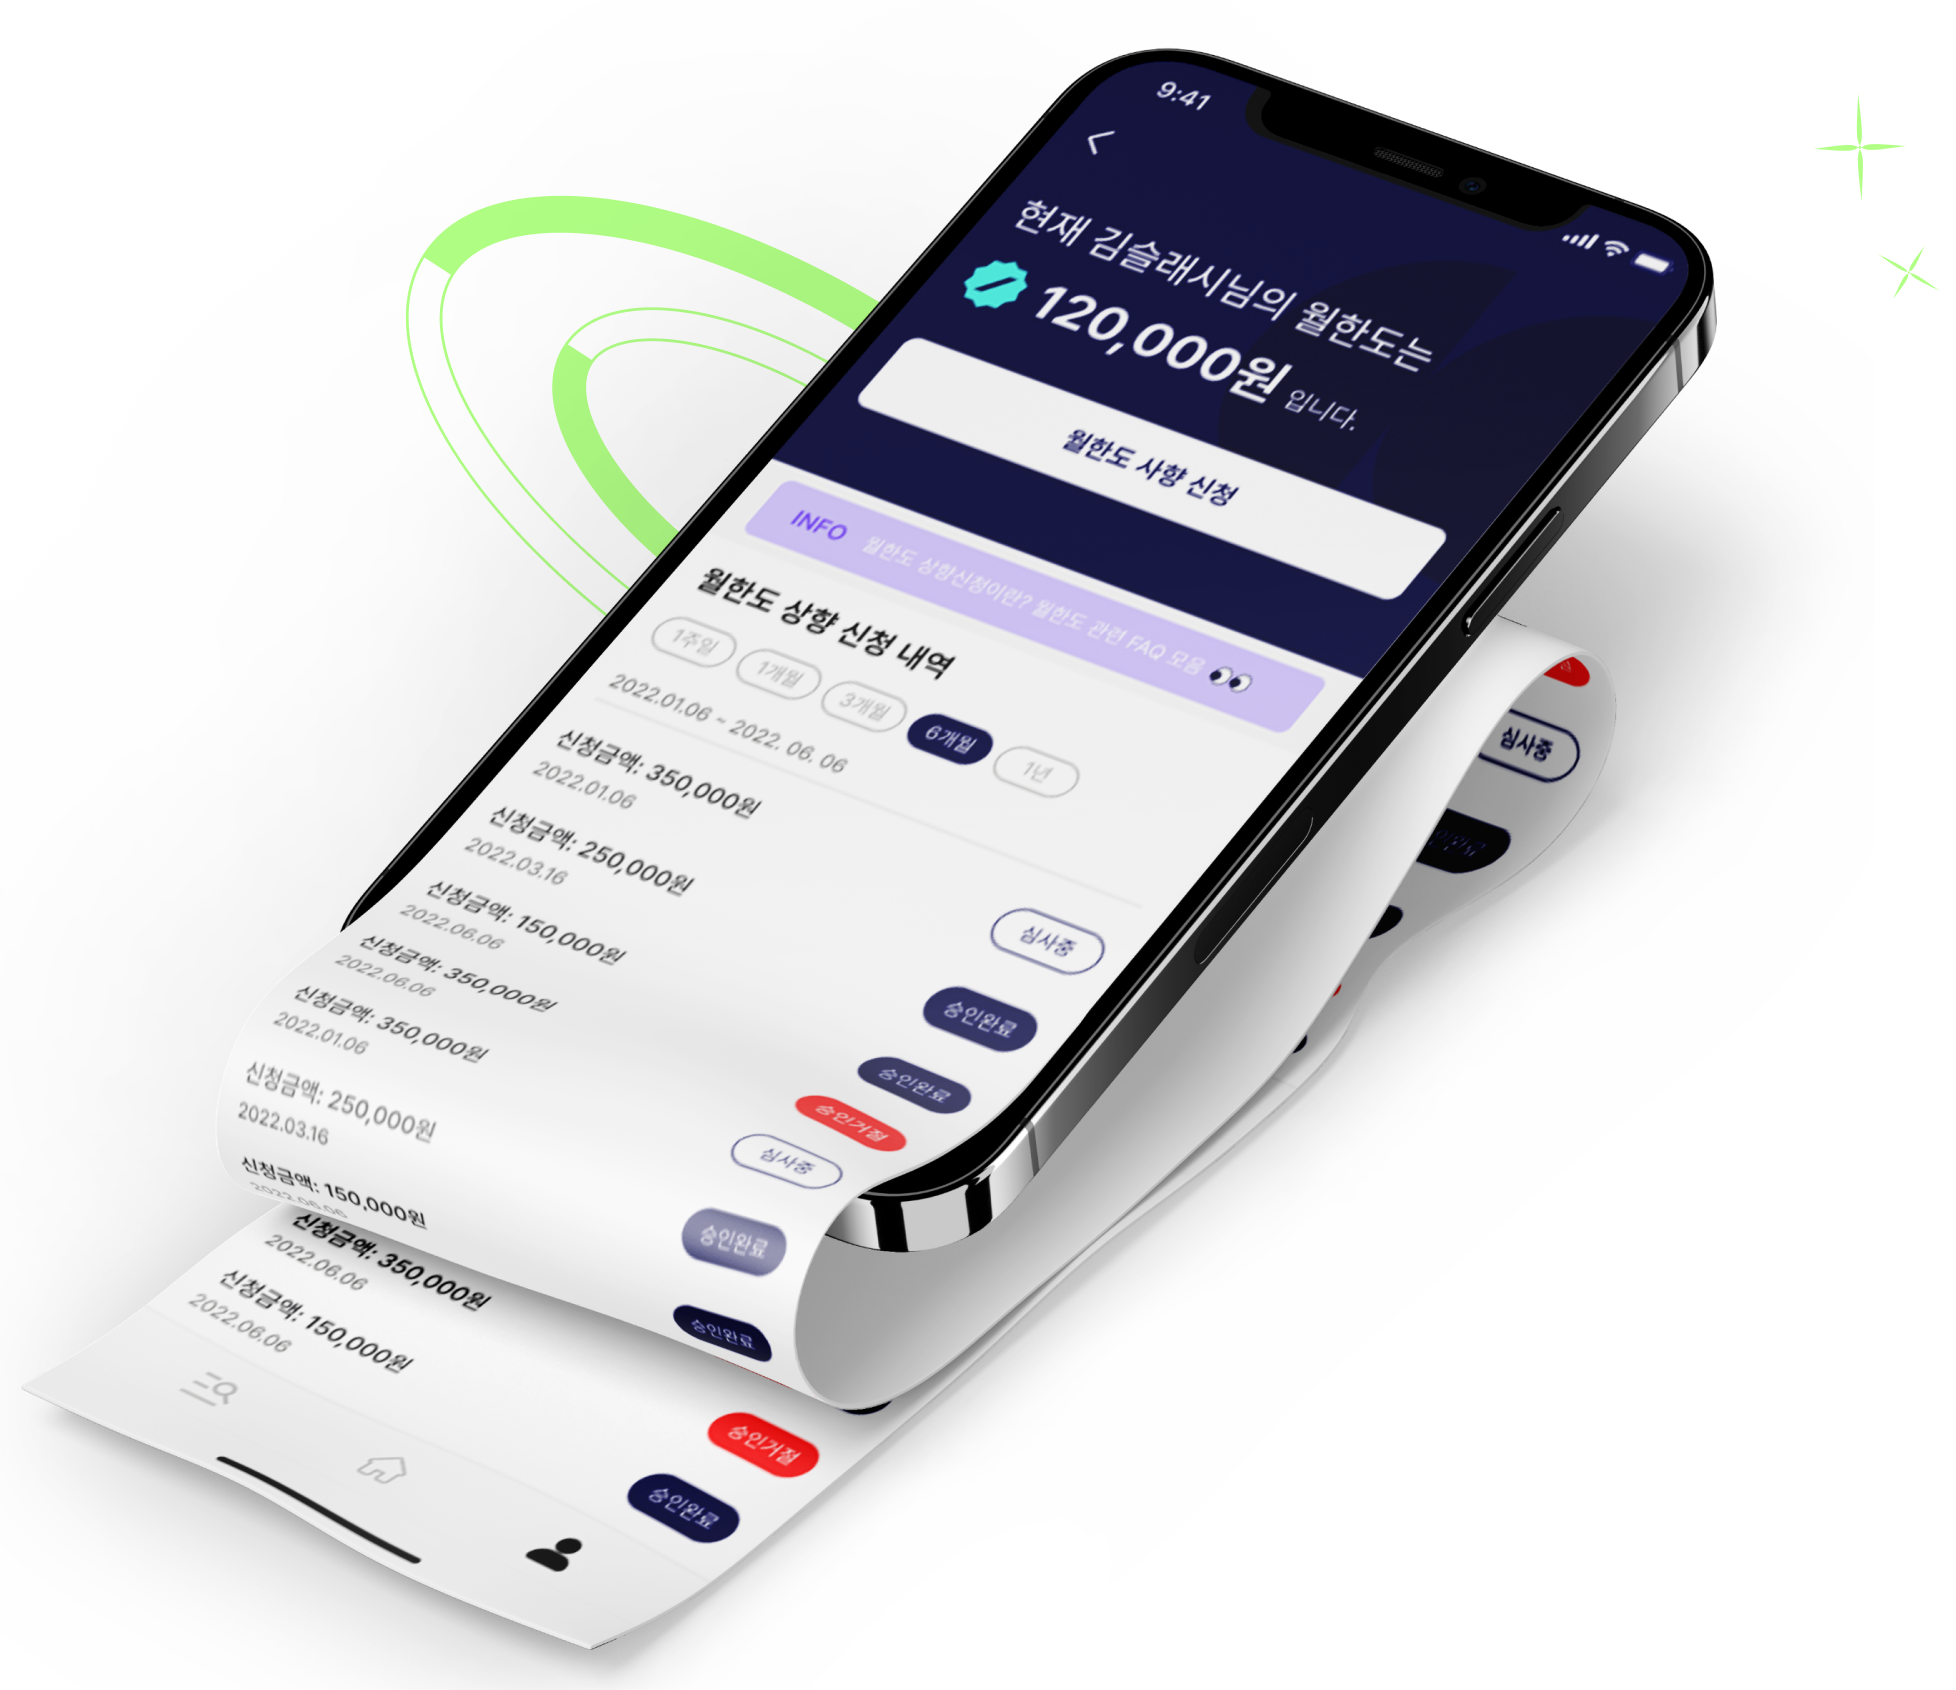 9:41
현재 김슬래시님의 월한도는
120,000원 입니다.
월한도 사향 신청
INFO 월한도 상향신청이란? 월한도 관련 FAQ 모음
월한도 상향 신청 내역
1주일 1개월 3개월 6개월 1년
2022.01.06 ~ 2022. 06. 06
신청금액: 350,000원
2022.01.06
심사중
신청금액: 250,000원
2022.03.16
승인완료
신청금액: 150,000원
2022.06.06
승인완료
신청금액: 350,000원
2022.06.06
승인거절
신청금액: 350,000원
2022.01.06
심사중
신청금액: 250,000원
2022.03.16
승인완료
신청금액: 150,000원
2022.06.06
승인완료
신청금액: 350,000원
2022.06.06
승인거절
신청금액: 150,000원
2022.06.06
승인완료
심사중